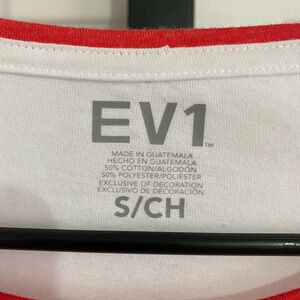 EV1™
MADE IN GUATEMALA
HECHO EN GUATEMALA
50% COTTON/ALGODÓN
50% POLYESTER/POLIÉSTER
EXCLUSIVE OF DECORATION
EXCLUSIVO DE DECORACIÓN
S/CH